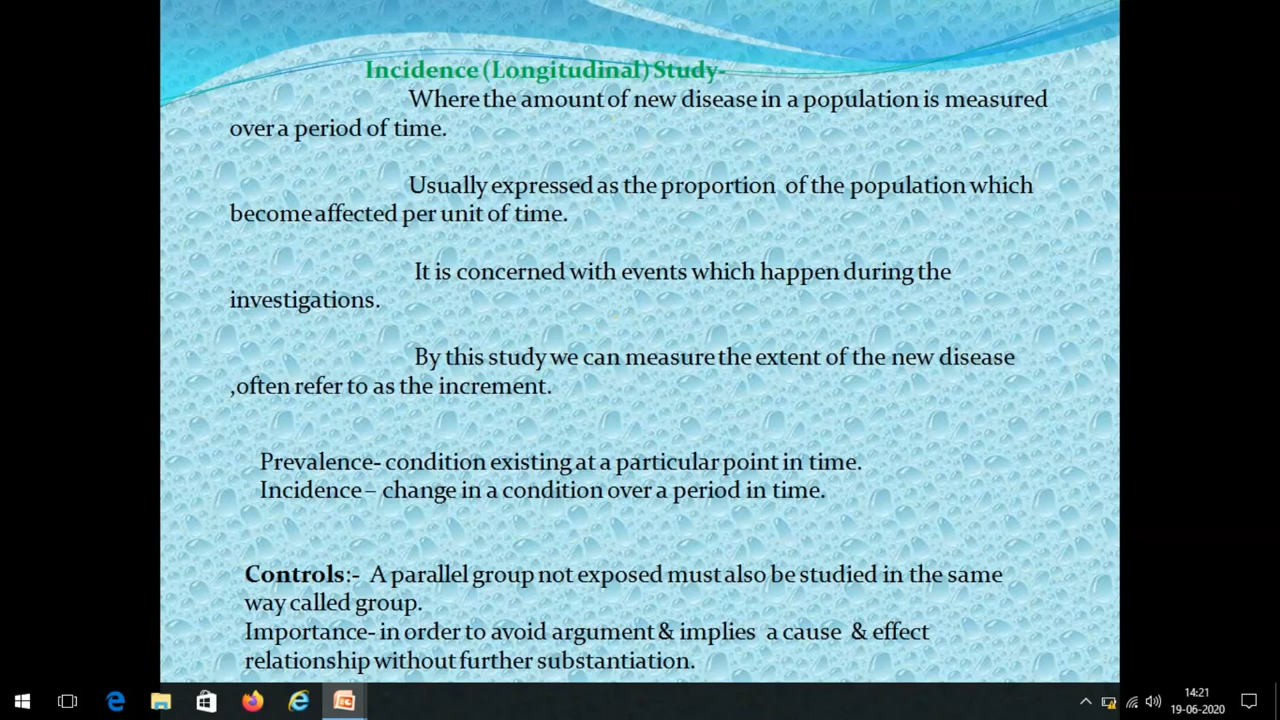 Incidence (Longitudinal) Study-
Where the amount of new disease in a population is measured
over a period of time.
Usually expressed as the proportion of the population which
become affected per unit of time.
It is concerned with events which happen during the
investigations.
By this study we can measure the extent of the new disease
,often refer to as the increment.
Prevalence- condition existing at a particular point in time.
Incidence – change in a condition over a period in time.
Controls:- A parallel group not exposed must also be studied in the same
way called group.
Importance- in order to avoid argument & implies a cause & effect
relationship without further substantiation.
14:21
19-06-2020